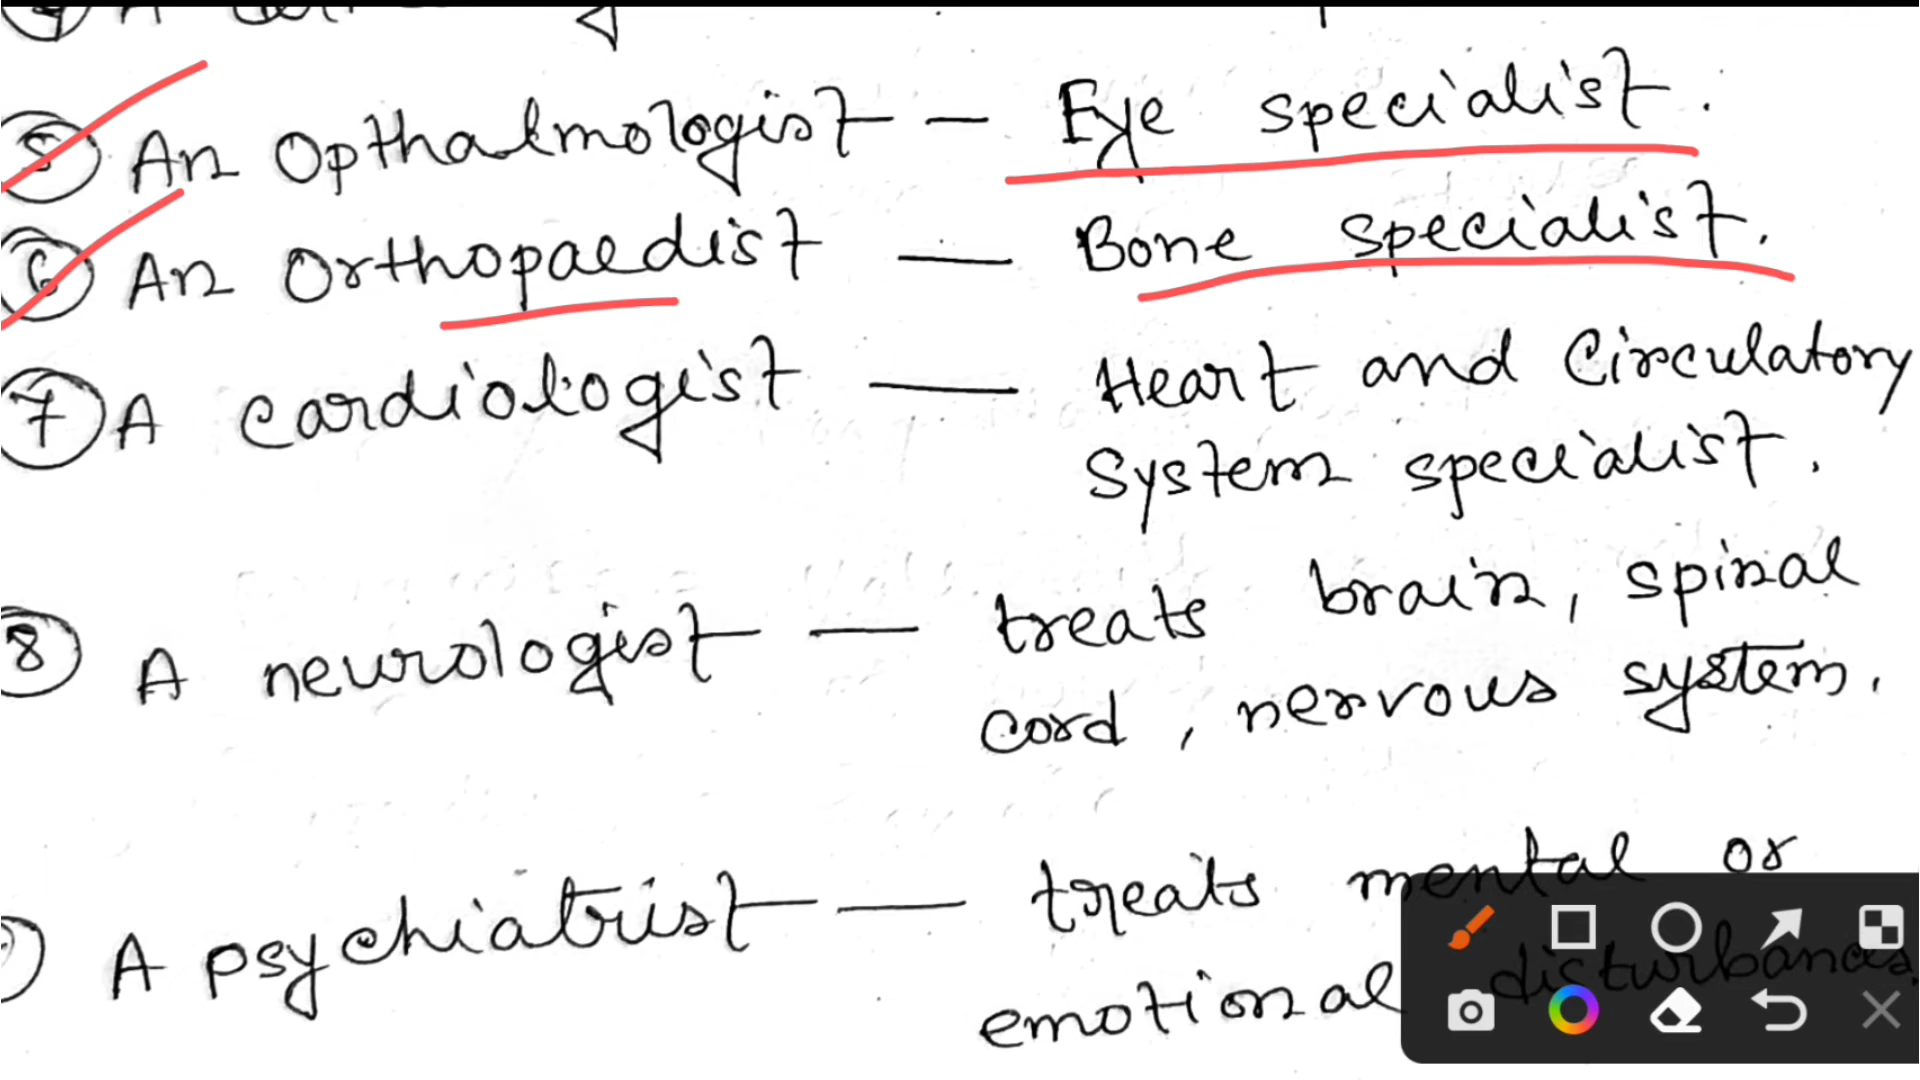 ⑤ An Opthalmologist — Eye specialist.
⑥ An Orthopaedist — Bone specialist.
⑦ A cardiologist — Heart and Circulatory
System specialist.
⑧ A neurologist — treats brain, spinal
cord, nervous system.
A psychiatrist — treats mental or
emotional disturbances.